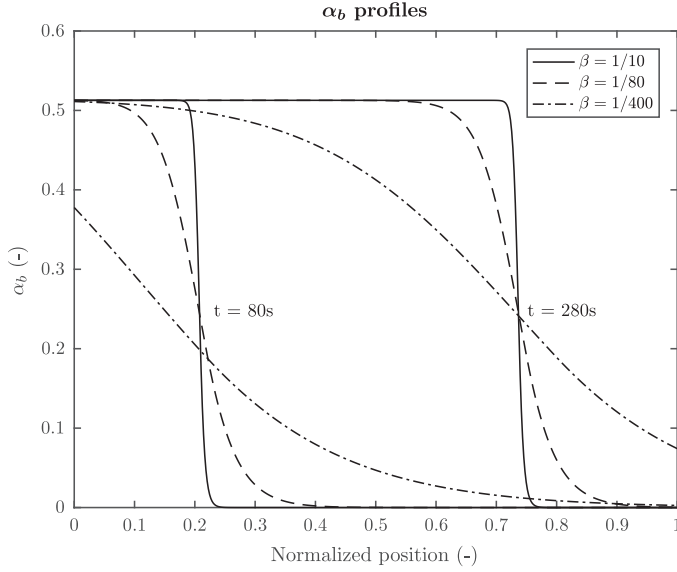 α_b profiles
0.6
0.5
0.4
0.3
0.2
0.1
0
α_b (-)
β = 1/10
β = 1/80
β = 1/400
t = 80s
t = 280s
0 0.1 0.2 0.3 0.4 0.5 0.6 0.7 0.8 0.9 1
Normalized position (-)